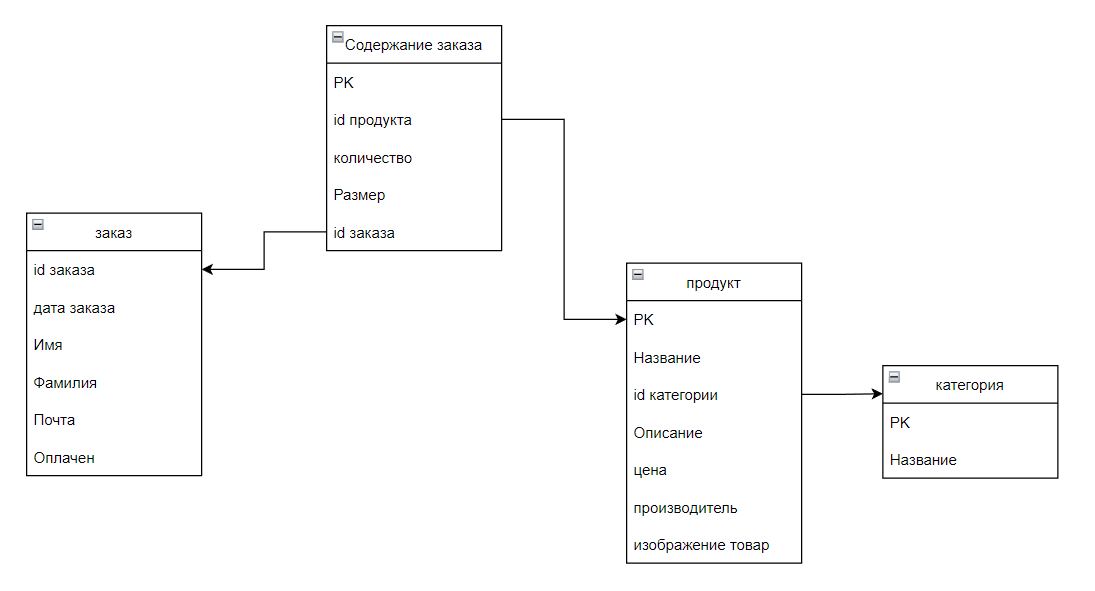 Содержание заказа
PK
id продукта
количество
Размер
id заказа
заказ
id заказа
дата заказа
Имя
Фамилия
Почта
Оплачен
продукт
PK
Название
id категории
Описание
цена
производитель
изображение товар
категория
PK
Название